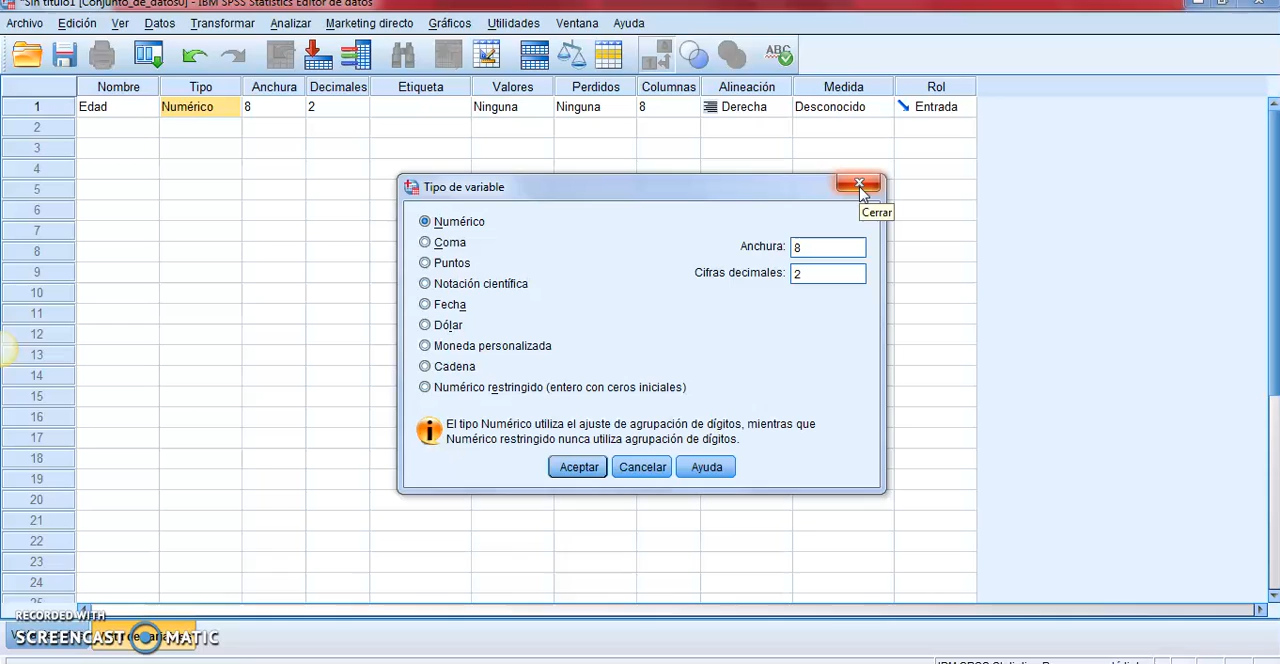 *Sin título1 [Conjunto_de_datos0] - IBM SPSS Statistics Editor de datos
Archivo Edición Ver Datos Transformar Analizar Marketing directo Gráficos Utilidades Ventana Ayuda
ABC
Nombre Tipo Anchura Decimales Etiqueta Valores Perdidos Columnas Alineación Medida Rol
1 Edad Numérico 8 2 Ninguna Ninguna 8 Derecha Desconocido Entrada
2
3
4
5
6
7
8
9
10
11
12
13
14
15
16
17
18
19
20
21
22
23
24
25
Tipo de variable
Cerrar
Numérico
Coma
Puntos
Notación científica
Fecha
Dólar
Moneda personalizada
Cadena
Numérico restringido (entero con ceros iniciales)
Anchura: 8
Cifras decimales: 2
El tipo Numérico utiliza el ajuste de agrupación de dígitos, mientras que
Numérico restringido nunca utiliza agrupación de dígitos.
Aceptar Cancelar Ayuda
RECORDED WITH
SCREENCAST MATIC